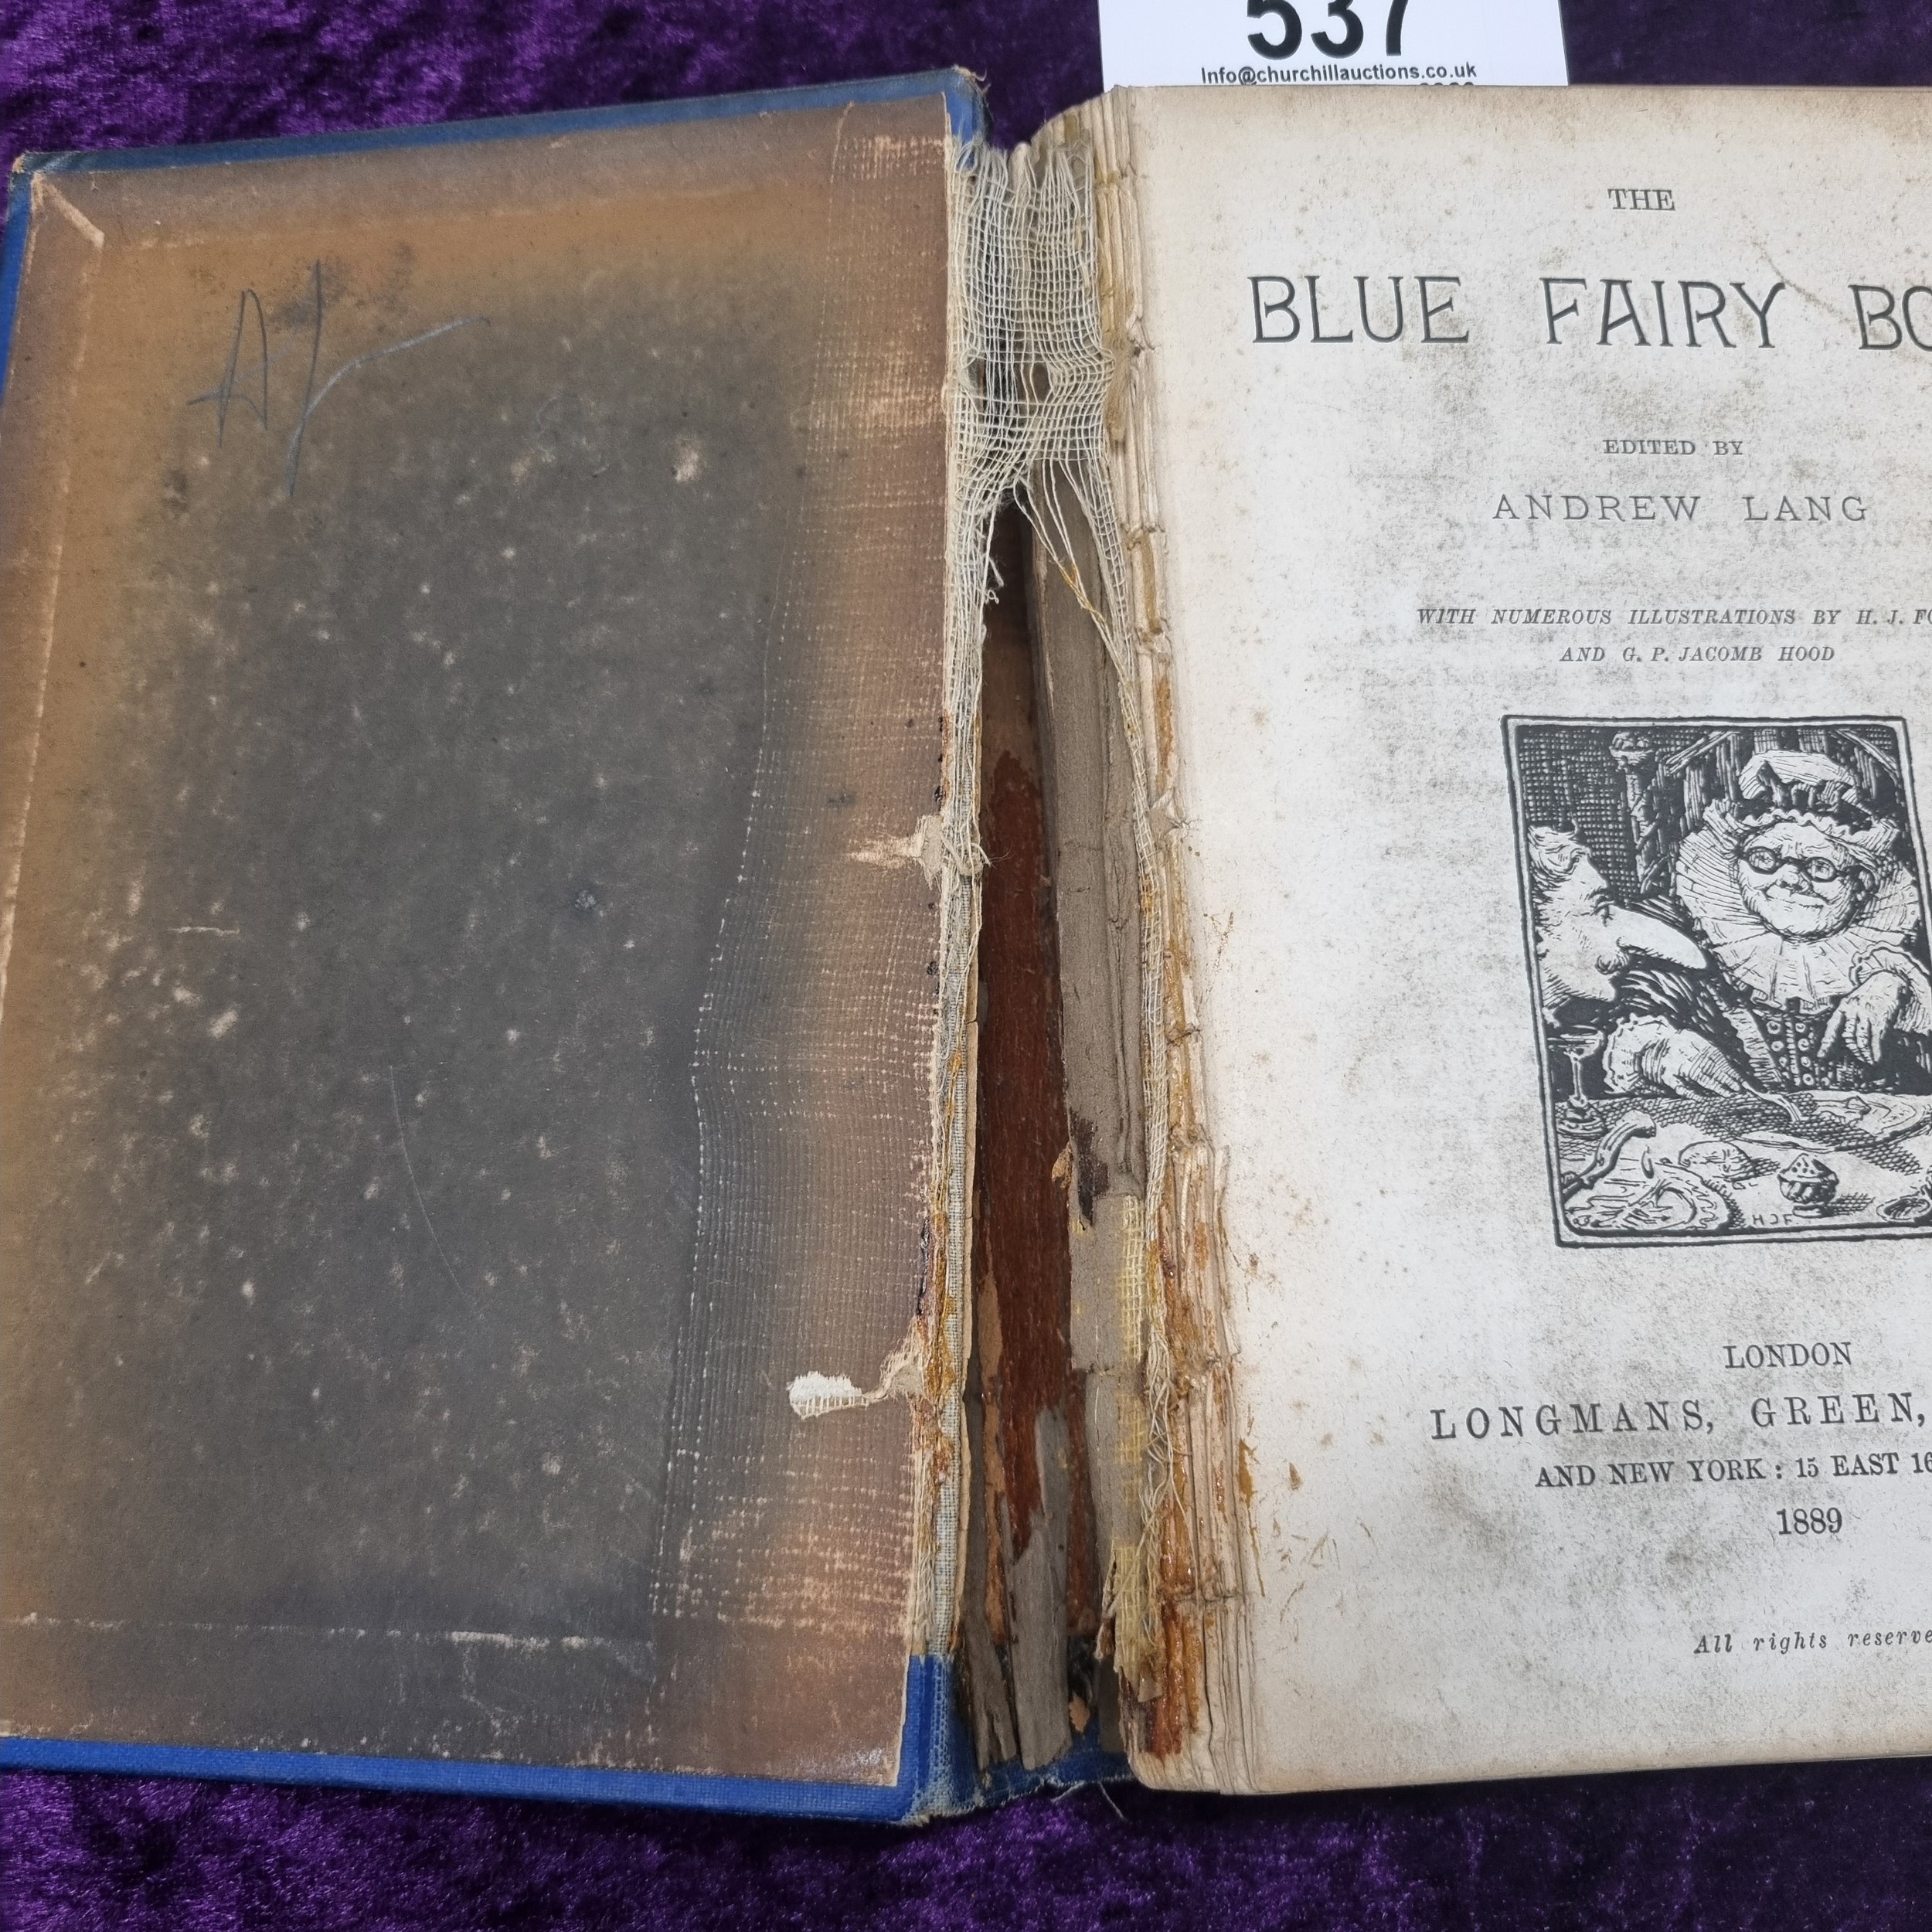 537
Info@churchillauctions.co.uk
THE
BLUE FAIRY BO
EDITED BY
ANDREW LANG
WITH NUMEROUS ILLUSTRATIONS BY H. J. FO
AND G. P. JACOMB HOOD
HJF
LONDON
LONGMANS, GREEN,
AND NEW YORK : 15 EAST 16
1889
All rights reserve